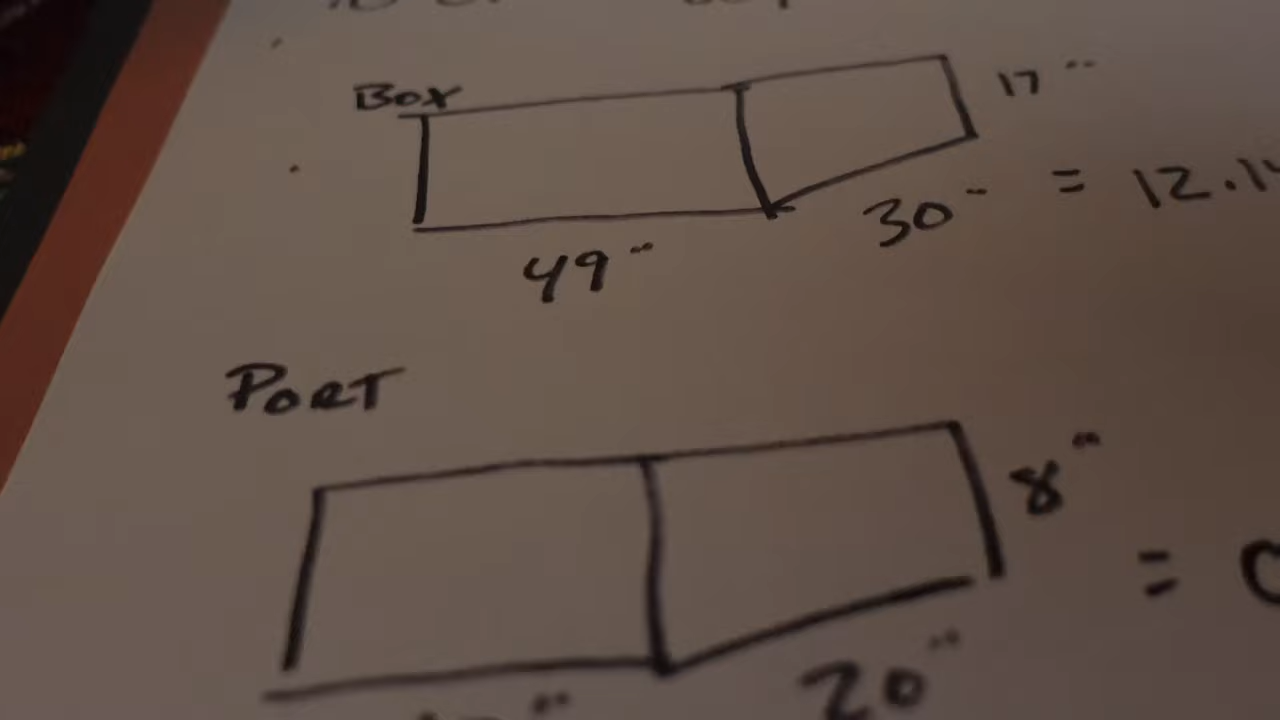 Box
17"
49"
30" = 12.1
PORT
8"
=
20"